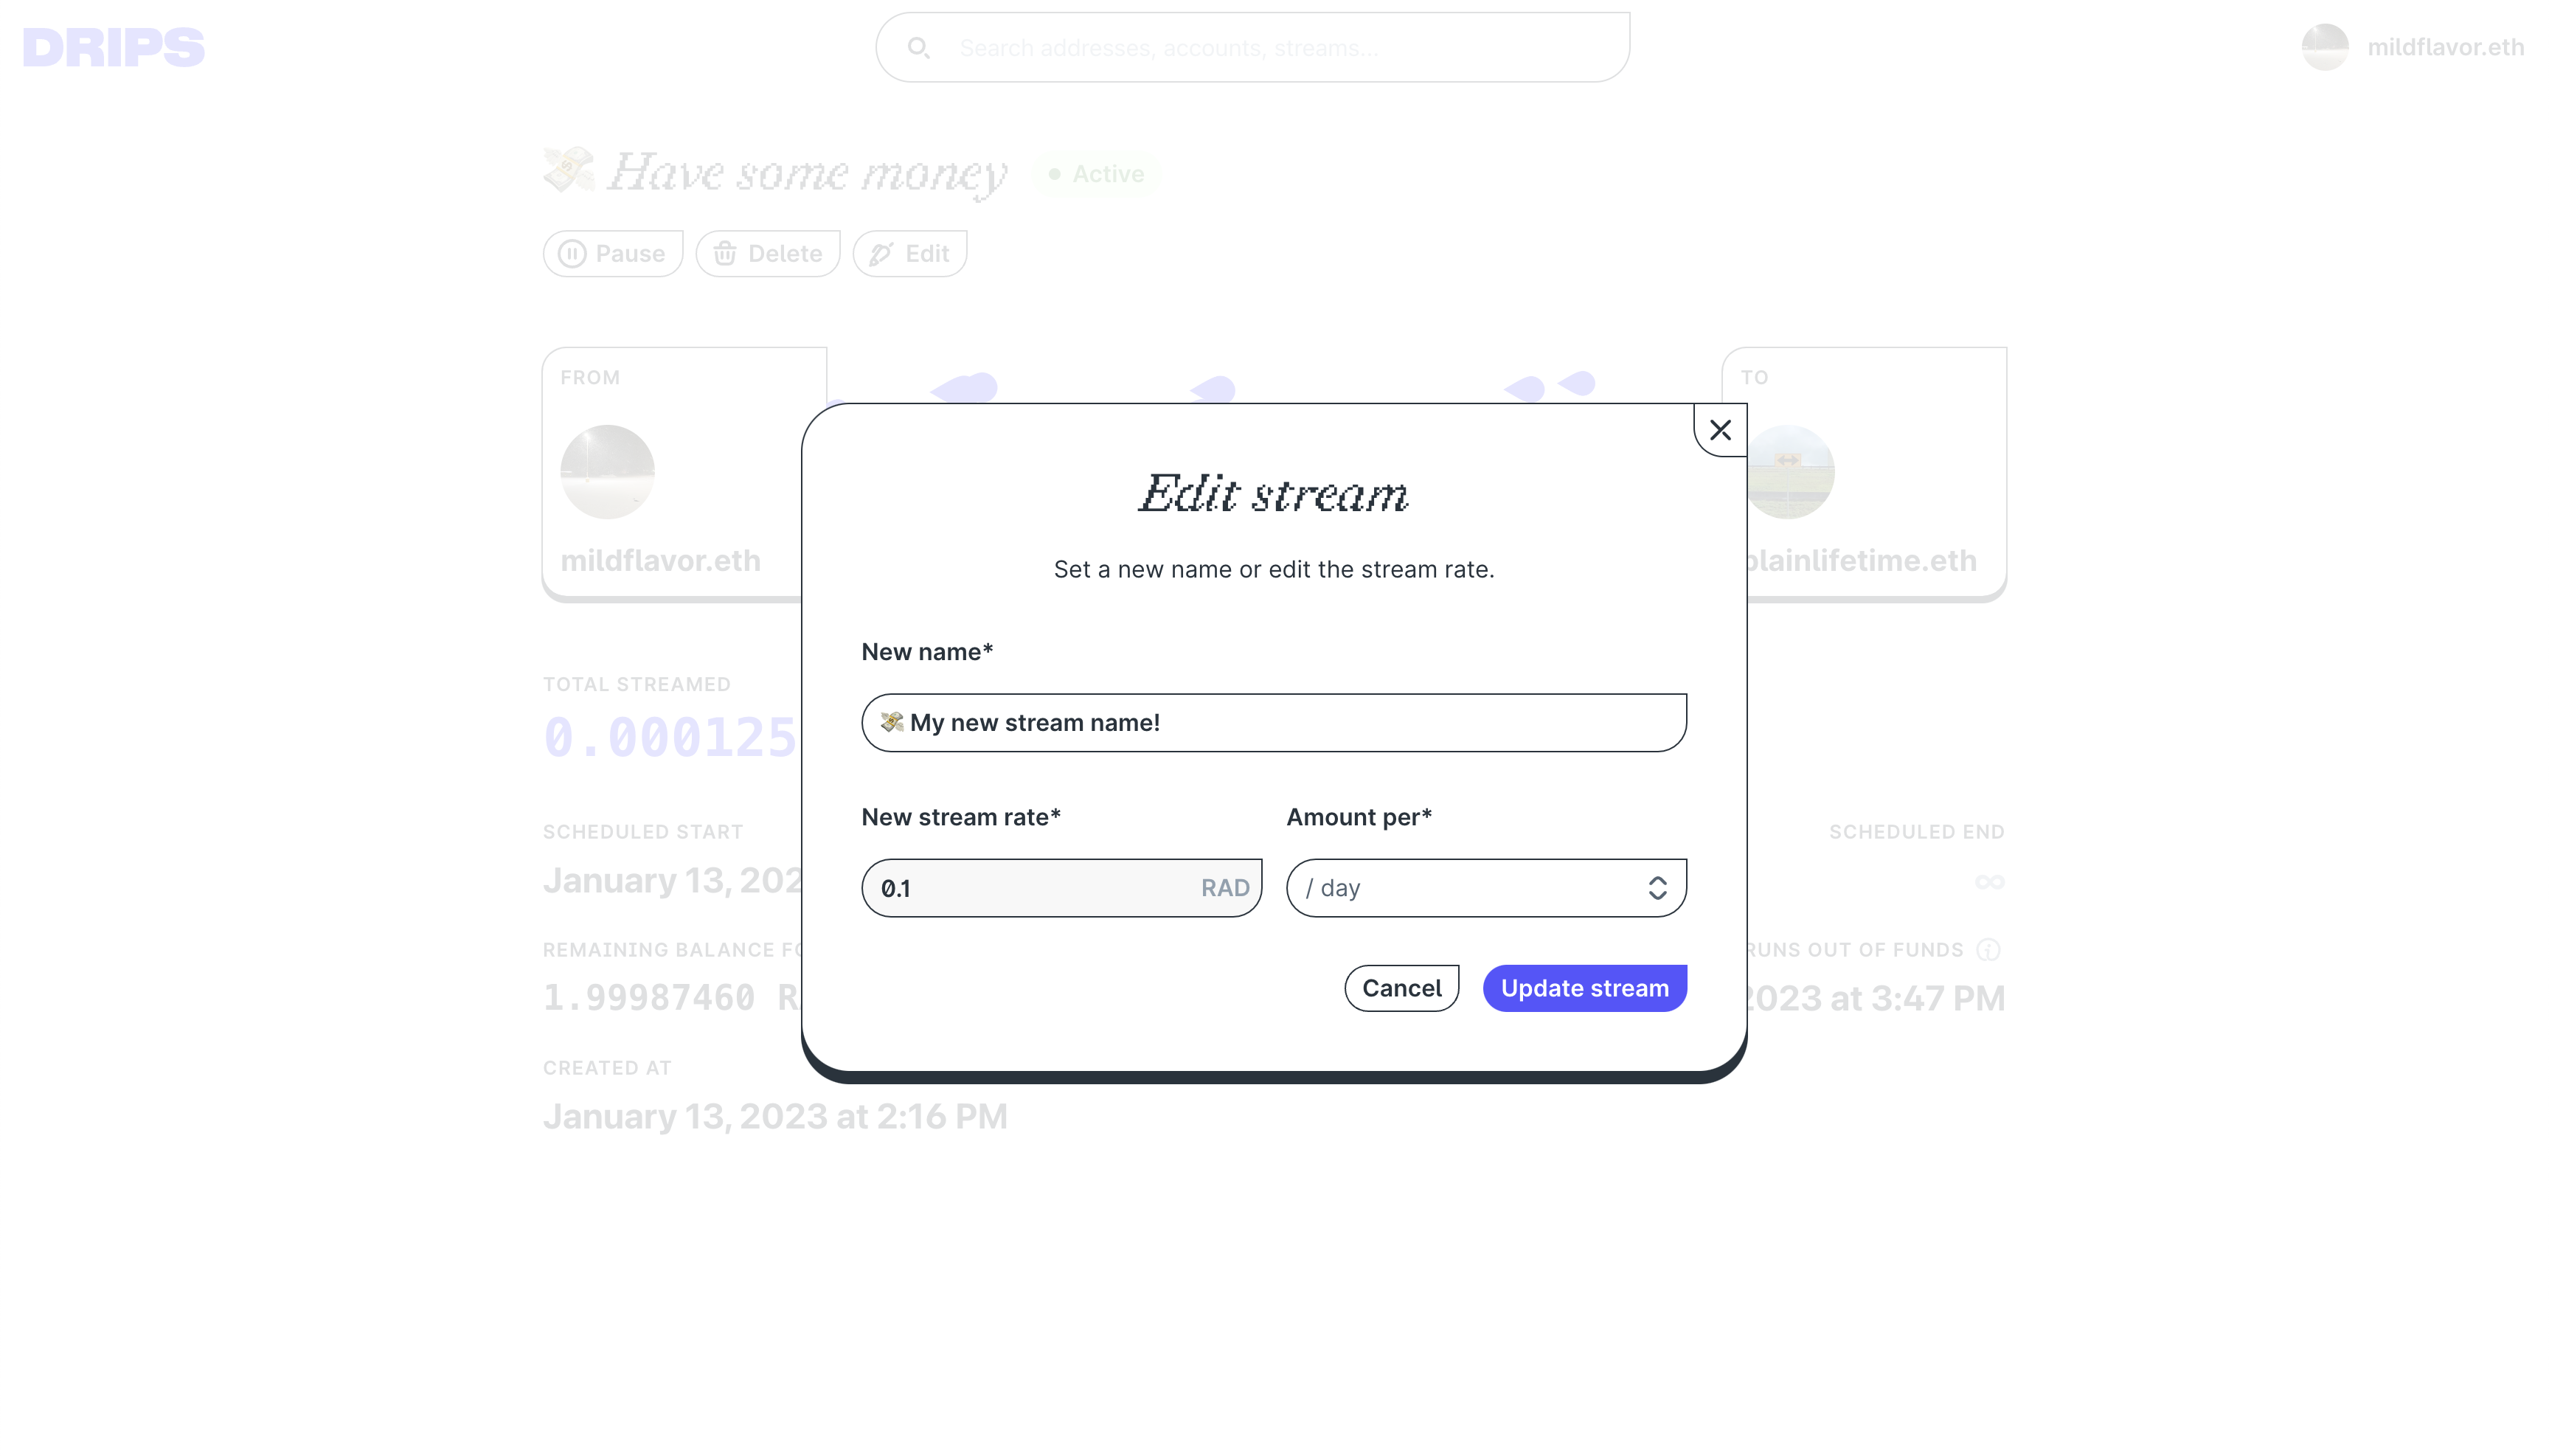 DRIPS
Search addresses, accounts, streams...
mildflavor.eth
💸 Have some money
Active
Pause
Delete
Edit
FROM
mildflavor.eth
TO
plainlifetime.eth
Edit stream
Set a new name or edit the stream rate.
New name*
💸 My new stream name!
New stream rate*
Amount per*
0.1 RAD
/ day
Cancel
Update stream
TOTAL STREAMED
0.000125
SCHEDULED START
January 13, 202
SCHEDULED END
∞
REMAINING BALANCE FO
1.99987460 R
RUNS OUT OF FUNDS
2023 at 3:47 PM
CREATED AT
January 13, 2023 at 2:16 PM